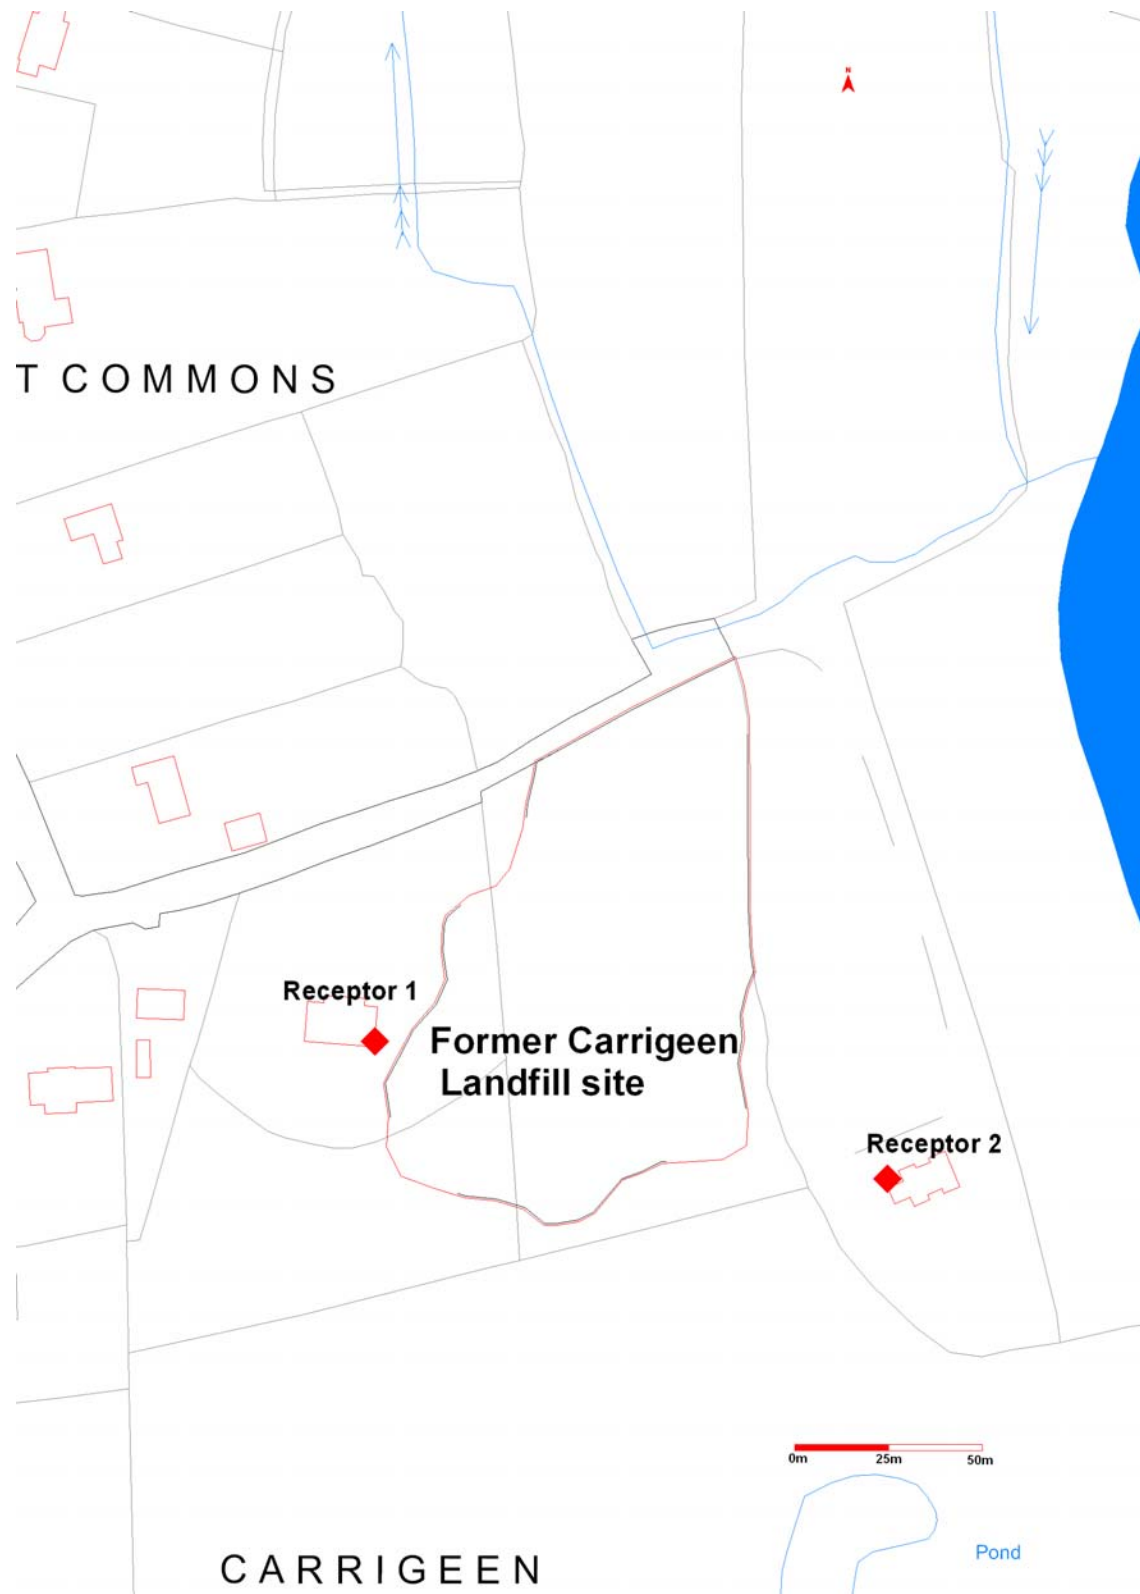 N
T COMMONS
Receptor 1
Former Carrigeen
Landfill site
Receptor 2
0m 25m 50m
Pond
CARRIGEEN